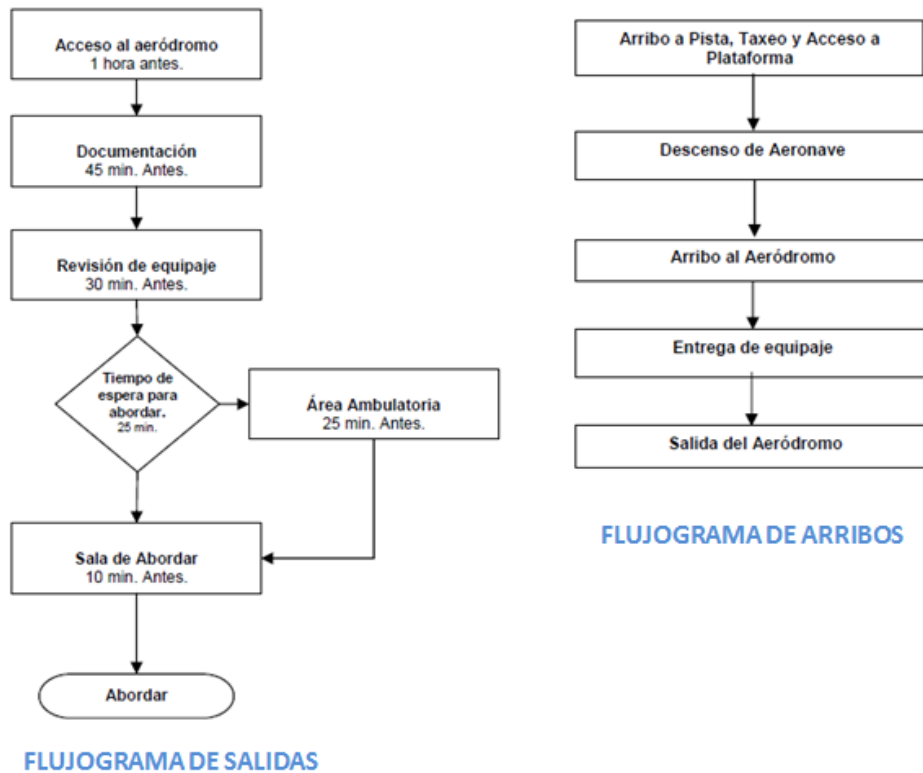 Acceso al aeródromo
1 hora antes.
Documentación
45 min. Antes.
Revisión de equipaje
30 min. Antes.
Tiempo de
espera para
abordar.
25 min.
Área Ambulatoria
25 min. Antes.
Sala de Abordar
10 min. Antes.
Abordar
FLUJOGRAMA DE SALIDAS
Arribo a Pista, Taxeo y Acceso a
Plataforma
Descenso de Aeronave
Arribo al Aeródromo
Entrega de equipaje
Salida del Aeródromo
FLUJOGRAMA DE ARRIBOS